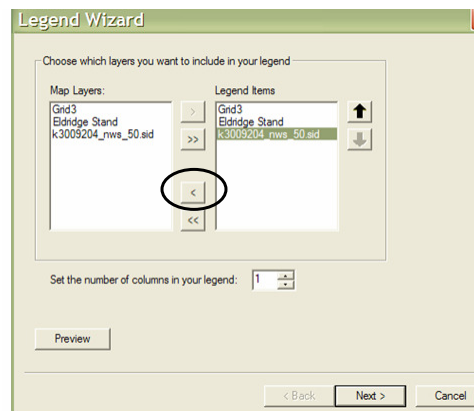 Legend Wizard
Choose which layers you want to include in your legend
Map Layers:
Legend Items
Grid3
Eldridge Stand
k3009204_nws_50.sid
>
>>
<
<<
Grid3
Eldridge Stand
k3009204_nws_50.sid
Set the number of columns in your legend: 1
Preview
< Back Next > Cancel